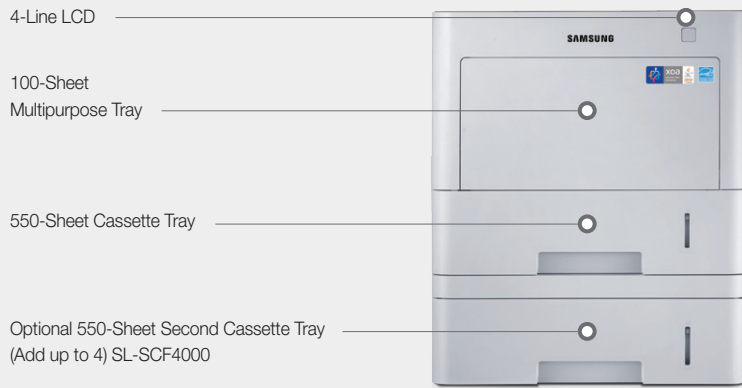 4-Line LCD
SAMSUNG
XOA
100-Sheet
Multipurpose Tray
550-Sheet Cassette Tray
Optional 550-Sheet Second Cassette Tray
(Add up to 4) SL-SCF4000